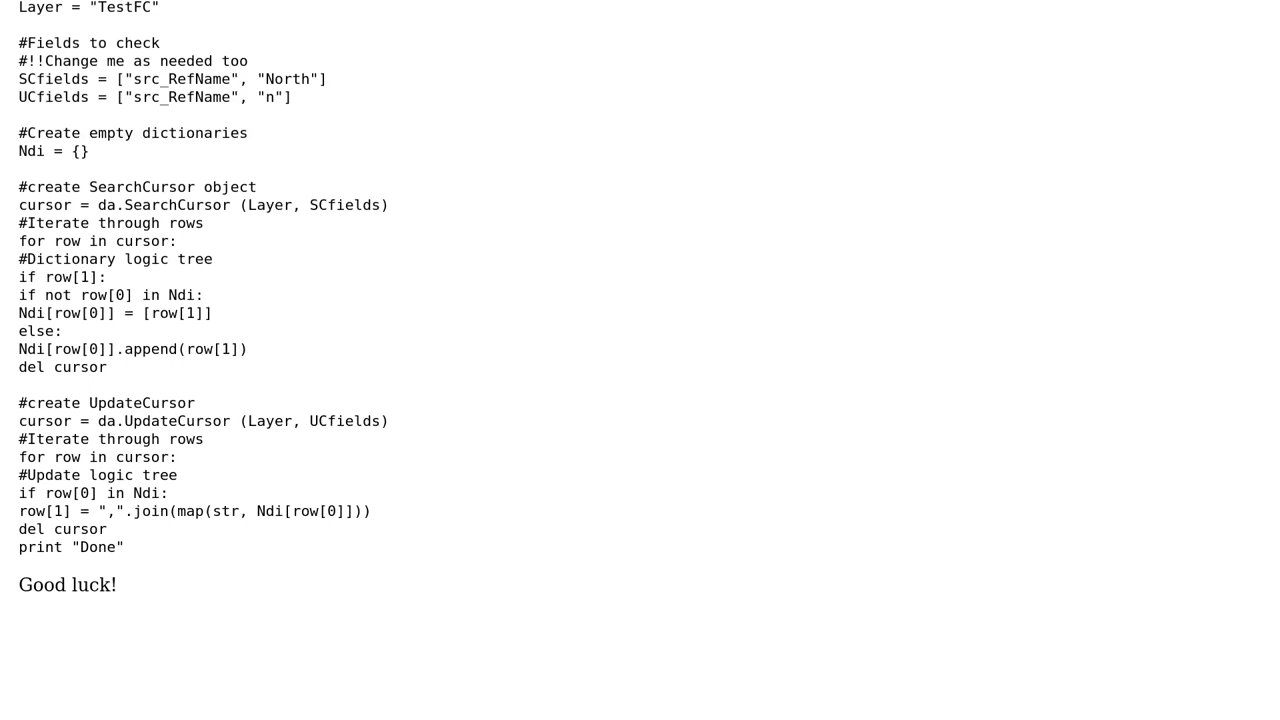 Layer = "TestFC"
#Fields to check
#!!Change me as needed too
SCfields = ["src_RefName", "North"]
UCfields = ["src_RefName", "n"]
#Create empty dictionaries
Ndi = {}
#create SearchCursor object
cursor = da.SearchCursor (Layer, SCfields)
#Iterate through rows
for row in cursor:
#Dictionary logic tree
if row[1]:
if not row[0] in Ndi:
Ndi[row[0]] = [row[1]]
else:
Ndi[row[0]].append(row[1])
del cursor
#create UpdateCursor
cursor = da.UpdateCursor (Layer, UCfields)
#Iterate through rows
for row in cursor:
#Update logic tree
if row[0] in Ndi:
row[1] = ",".join(map(str, Ndi[row[0]]))
del cursor
print "Done"
Good luck!